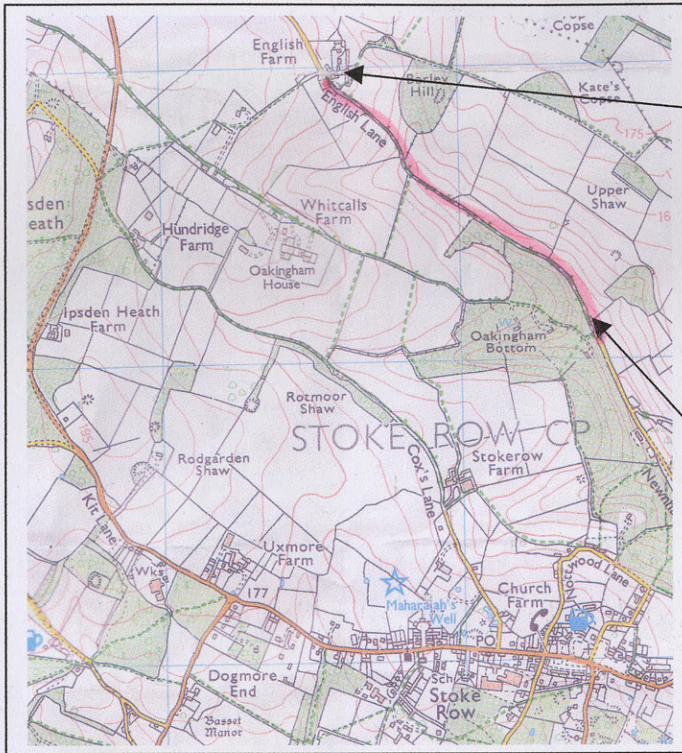 Top
Copse
English
Farm
Barley
Hill
Kate's
Copse
English Lane
175
Whitcalls
Farm
Upper
Shaw
sden
eath
Hundridge
Farm
16
Oakingham
House
Ipsden Heath
Farm
Oakingham
Bottom
Rotmoor
Shaw
STOKE ROW CP
195
Rodgarden
Shaw
Cox's Lane
Stokerow
Farm
Kit Lane
Uxmore
Farm
Wks
177
Maharajah's
Well
Church
Farm
Nottwood Lane
PO
Dogmore
End
Sch
Stoke
Row
Basset
Manor